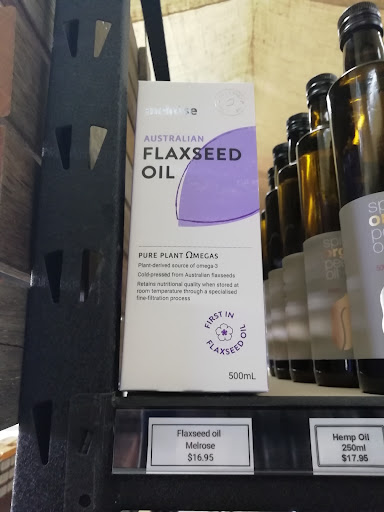 melrose
AUSTRALIAN
FLAXSEED
OIL
PURE PLANT ΩMEGAS
Plant-derived source of omega-3
Cold-pressed from Australian flaxseeds
Retains nutritional quality when stored at
room temperature through a specialised
fine-filtration process
FIRST IN
FLAXSEED OIL
500mL
Flaxseed oil
Melrose
$16.95
Hemp Oil
250ml
$17.95